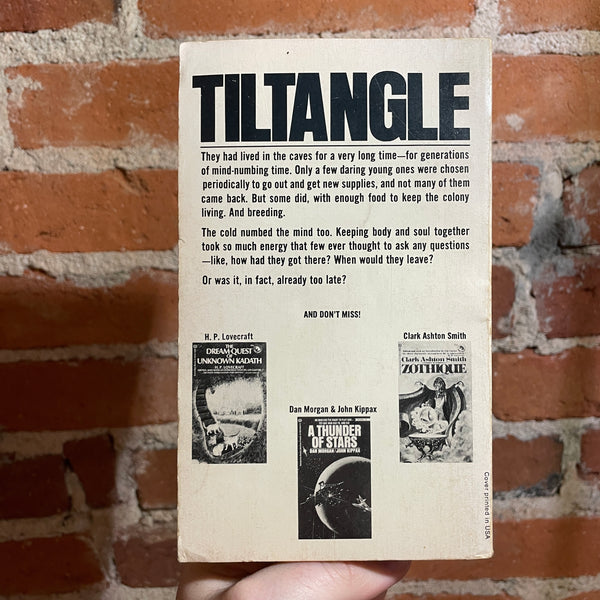 TILTANGLE
They had lived in the caves for a very long time—for generations
of mind-numbing time. Only a few daring young ones were chosen
periodically to go out and get new supplies, and not many of them
came back. But some did, with enough food to keep the colony
living. And breeding.
The cold numbed the mind too. Keeping body and soul together
took so much energy that few ever thought to ask any questions
—like, how had they got there? When would they leave?
Or was it, in fact, already too late?
AND DON'T MISS!
H. P. Lovecraft
THE
DREAM-QUEST
OF
UNKNOWN KADATH
H. P. LOVECRAFT
Clark Ashton Smith
Clark Ashton Smith
ZOTHIQUE
Dan Morgan & John Kippax
A THUNDER
OF STARS
DAN MORGAN/JOHN KIPPAX
Cover printed in USA